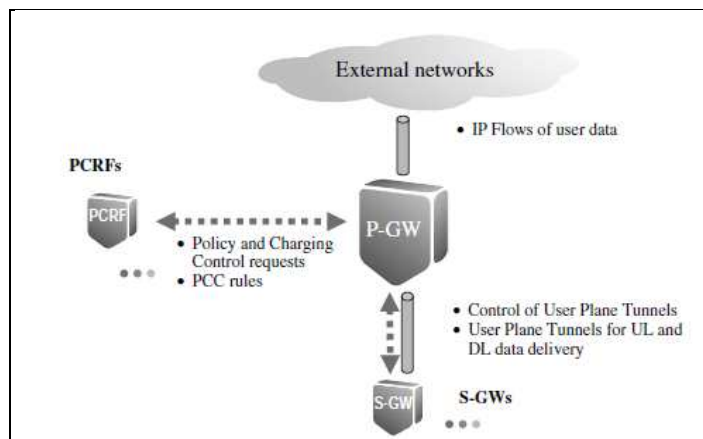 External networks
• IP Flows of user data
PCRFs
PCRF
P-GW
• Policy and Charging
Control requests
• PCC rules
• Control of User Plane Tunnels
• User Plane Tunnels for UL and
DL data delivery
S-GW
S-GWs